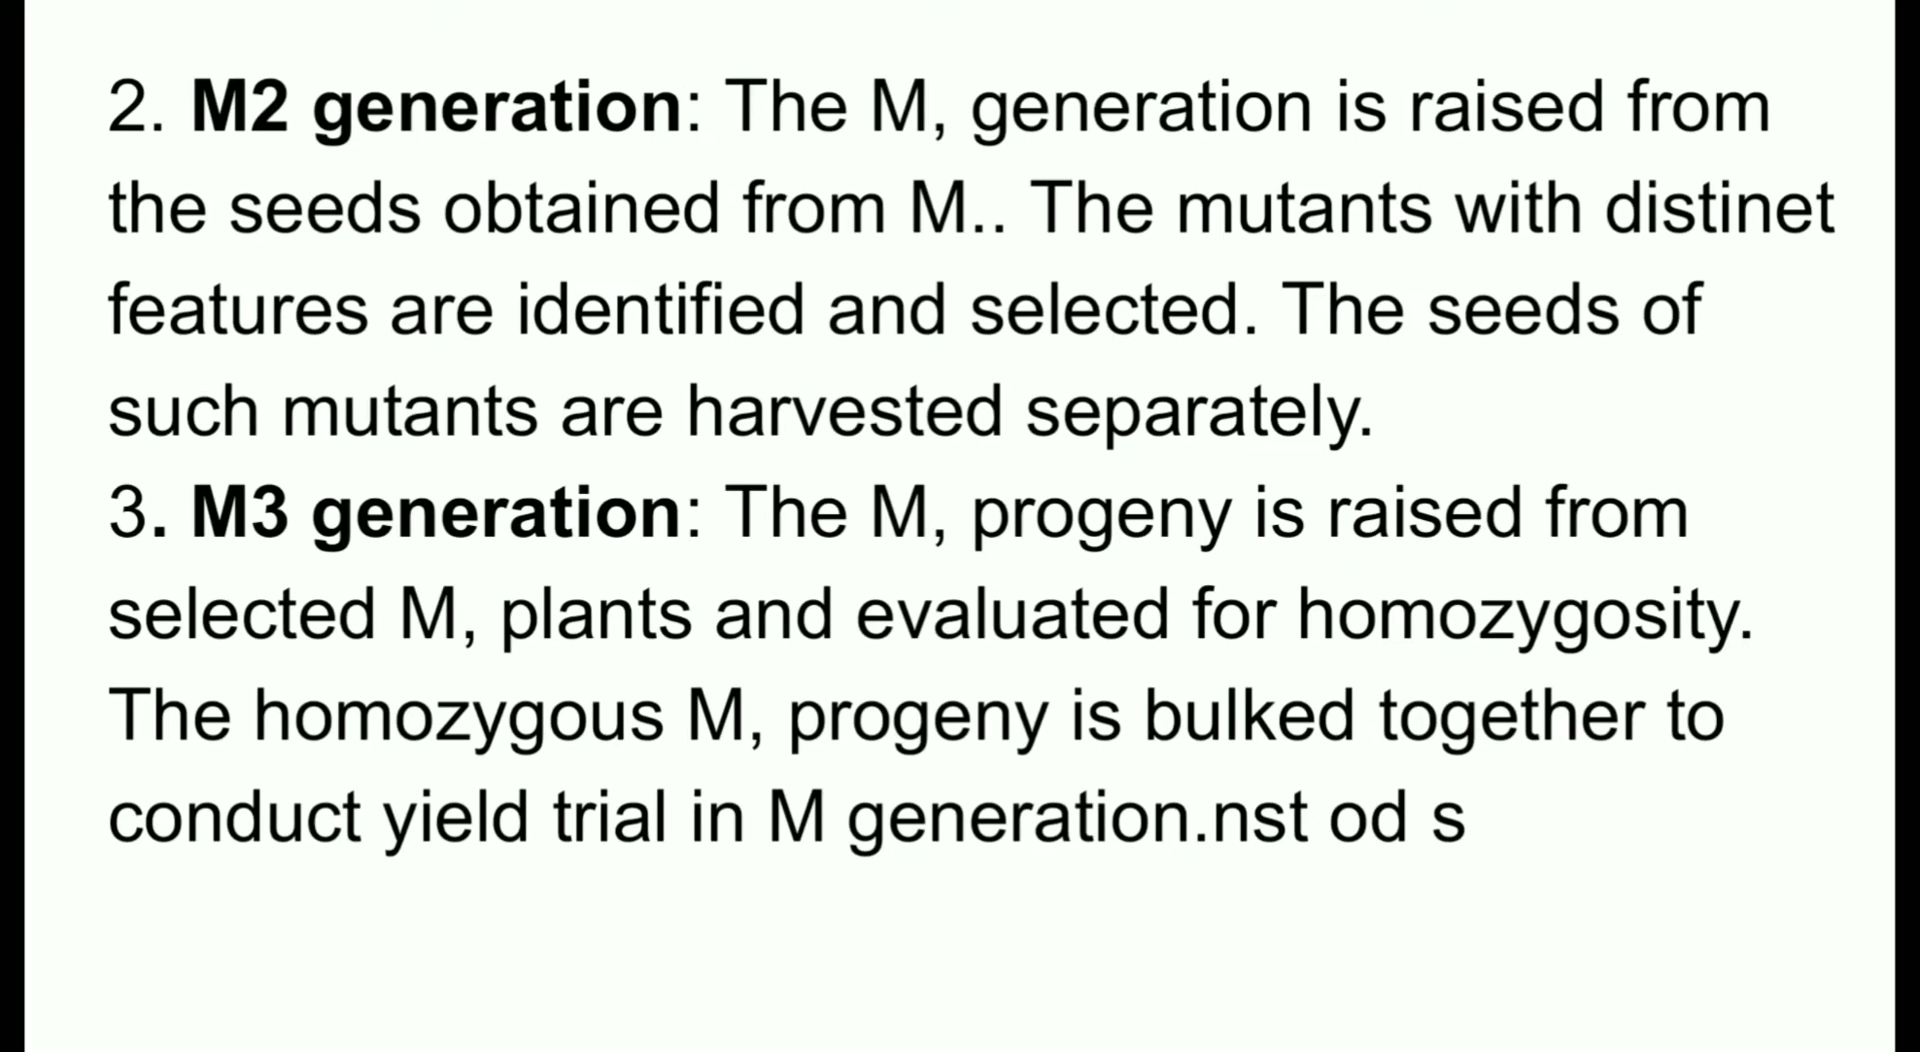 2. M2 generation: The M, generation is raised from
the seeds obtained from M.. The mutants with distinet
features are identified and selected. The seeds of
such mutants are harvested separately.
3. M3 generation: The M, progeny is raised from
selected M, plants and evaluated for homozygosity.
The homozygous M, progeny is bulked together to
conduct yield trial in M generation.nst od s